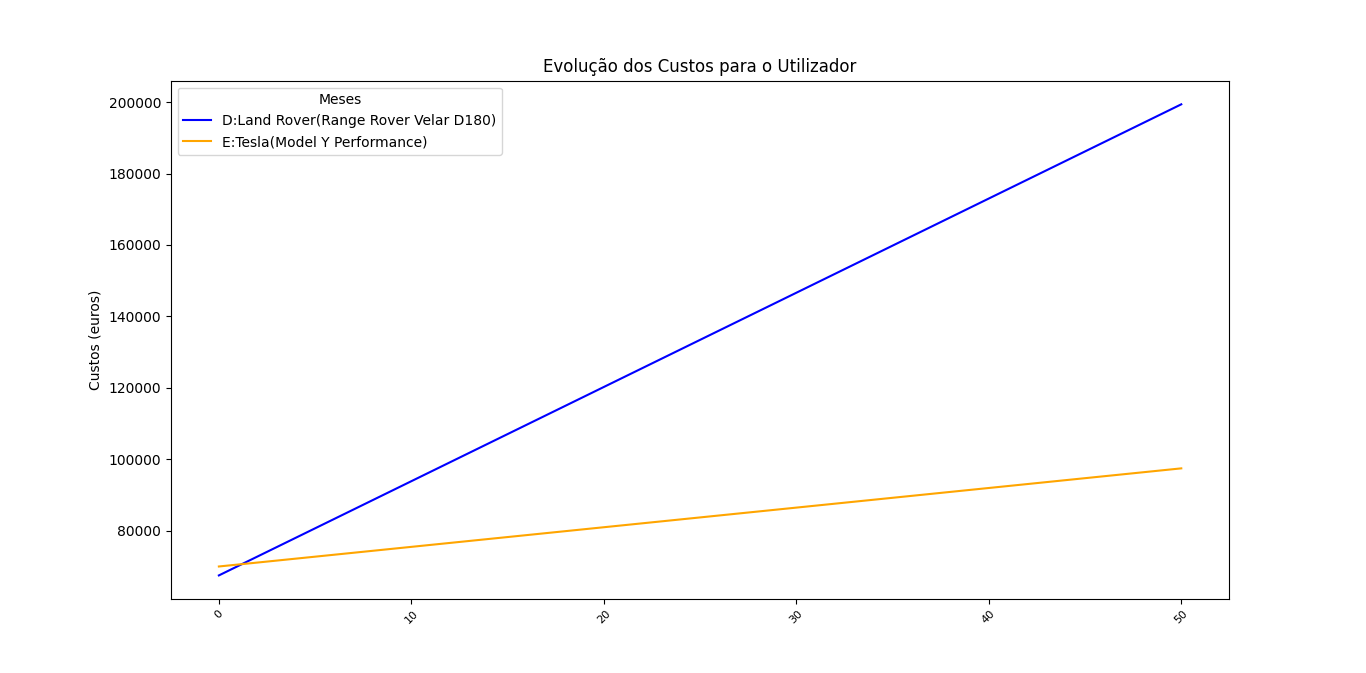 Evolução dos Custos para o Utilizador
Meses
D:Land Rover(Range Rover Velar D180)
E:Tesla(Model Y Performance)
Custos (euros)
200000
180000
160000
140000
120000
100000
80000
0
10
20
30
40
50